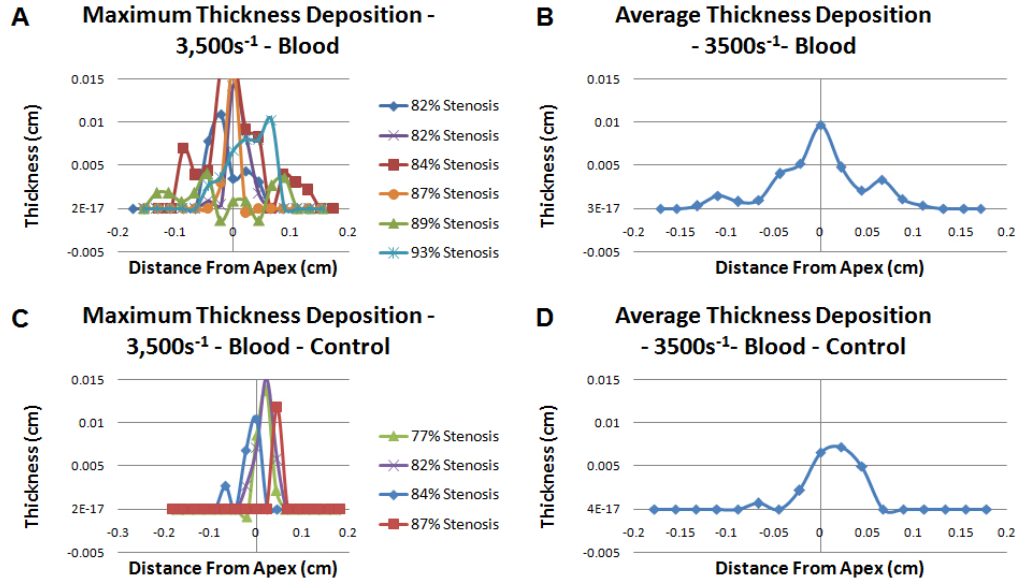 A
Maximum Thickness Deposition -
3,500s⁻¹ - Blood
Thickness (cm)
0.015
0.01
0.005
2E-17
-0.005
-0.2
-0.1
0
0.1
0.2
Distance From Apex (cm)
82% Stenosis
82% Stenosis
84% Stenosis
87% Stenosis
89% Stenosis
93% Stenosis
B
Average Thickness Deposition
- 3500s⁻¹- Blood
Thickness (cm)
0.015
0.01
0.005
3E-17
-0.005
-0.2
-0.15
-0.1
-0.05
0
0.05
0.1
0.15
0.2
Distance From Apex (cm)
C
Maximum Thickness Deposition -
3,500s⁻¹ - Blood - Control
Thickness (cm)
0.015
0.01
0.005
2E-17
-0.005
-0.3
-0.2
-0.1
0
0.1
0.2
Distance From Apex (cm)
77% Stenosis
82% Stenosis
84% Stenosis
87% Stenosis
D
Average Thickness Deposition
- 3500s⁻¹- Blood - Control
Thickness (cm)
0.015
0.01
0.005
4E-17
-0.005
-0.2
-0.15
-0.1
-0.05
0
0.05
0.1
0.15
0.2
Distance From Apex (cm)